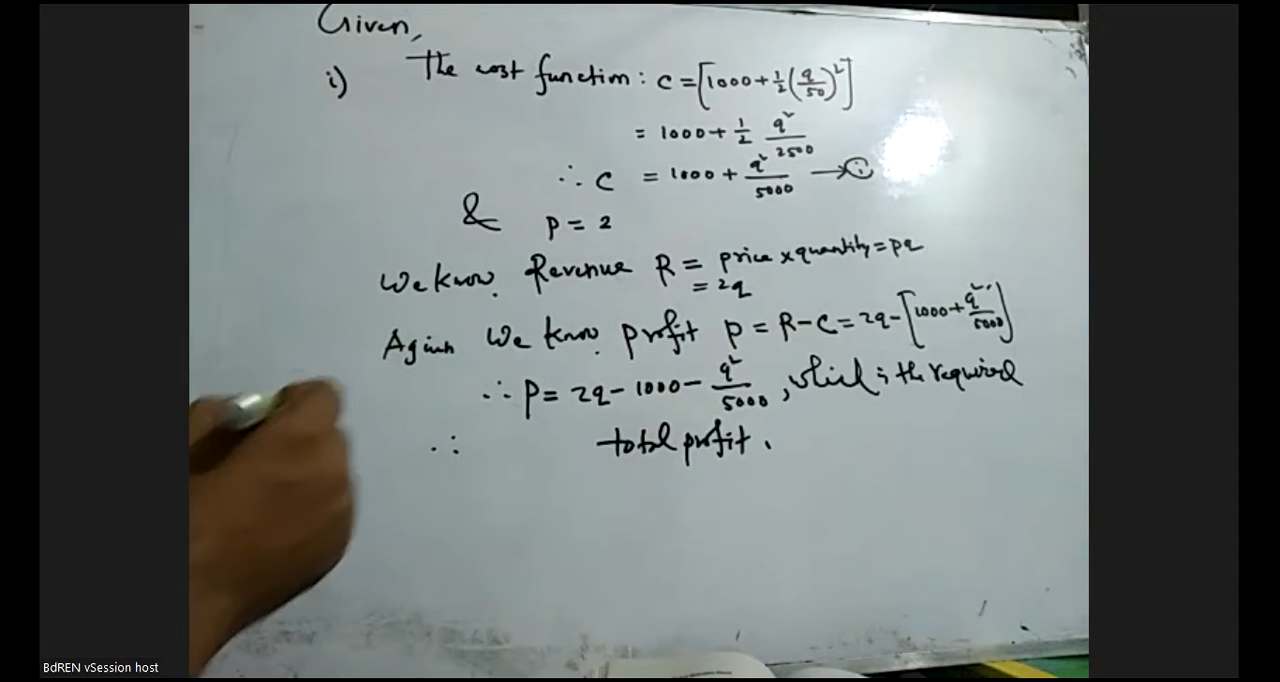 Given,
i) The cost function: C = [1000 + 1/2 (q/50)²]
= 1000 + 1/2 q²/2500
∴ C = 1000 + q²/5000 → (i)
& p = 2
We know, Revenue R = price × quantity = pq
= 2q
Again We know, profit P = R - C = 2q - [1000 + q²/5000]
∴ P = 2q - 1000 - q²/5000, which is the required
∴ total profit.
BdREN vSession host